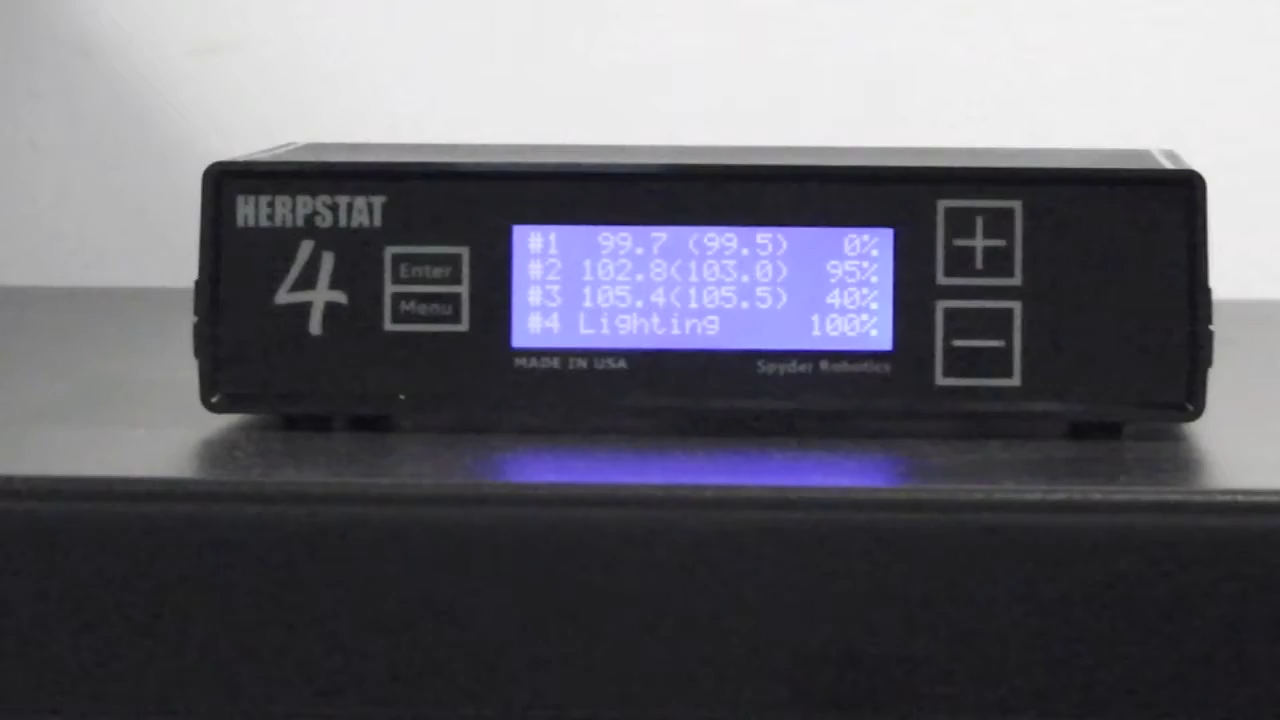 HERPSTAT
4
Enter
Menu
#1 99.7 (99.5) 0%
#2 102.8(103.0) 95%
#3 105.4(105.5) 40%
#4 Lighting 100%
MADE IN USA
Spyder Robotics
+
−